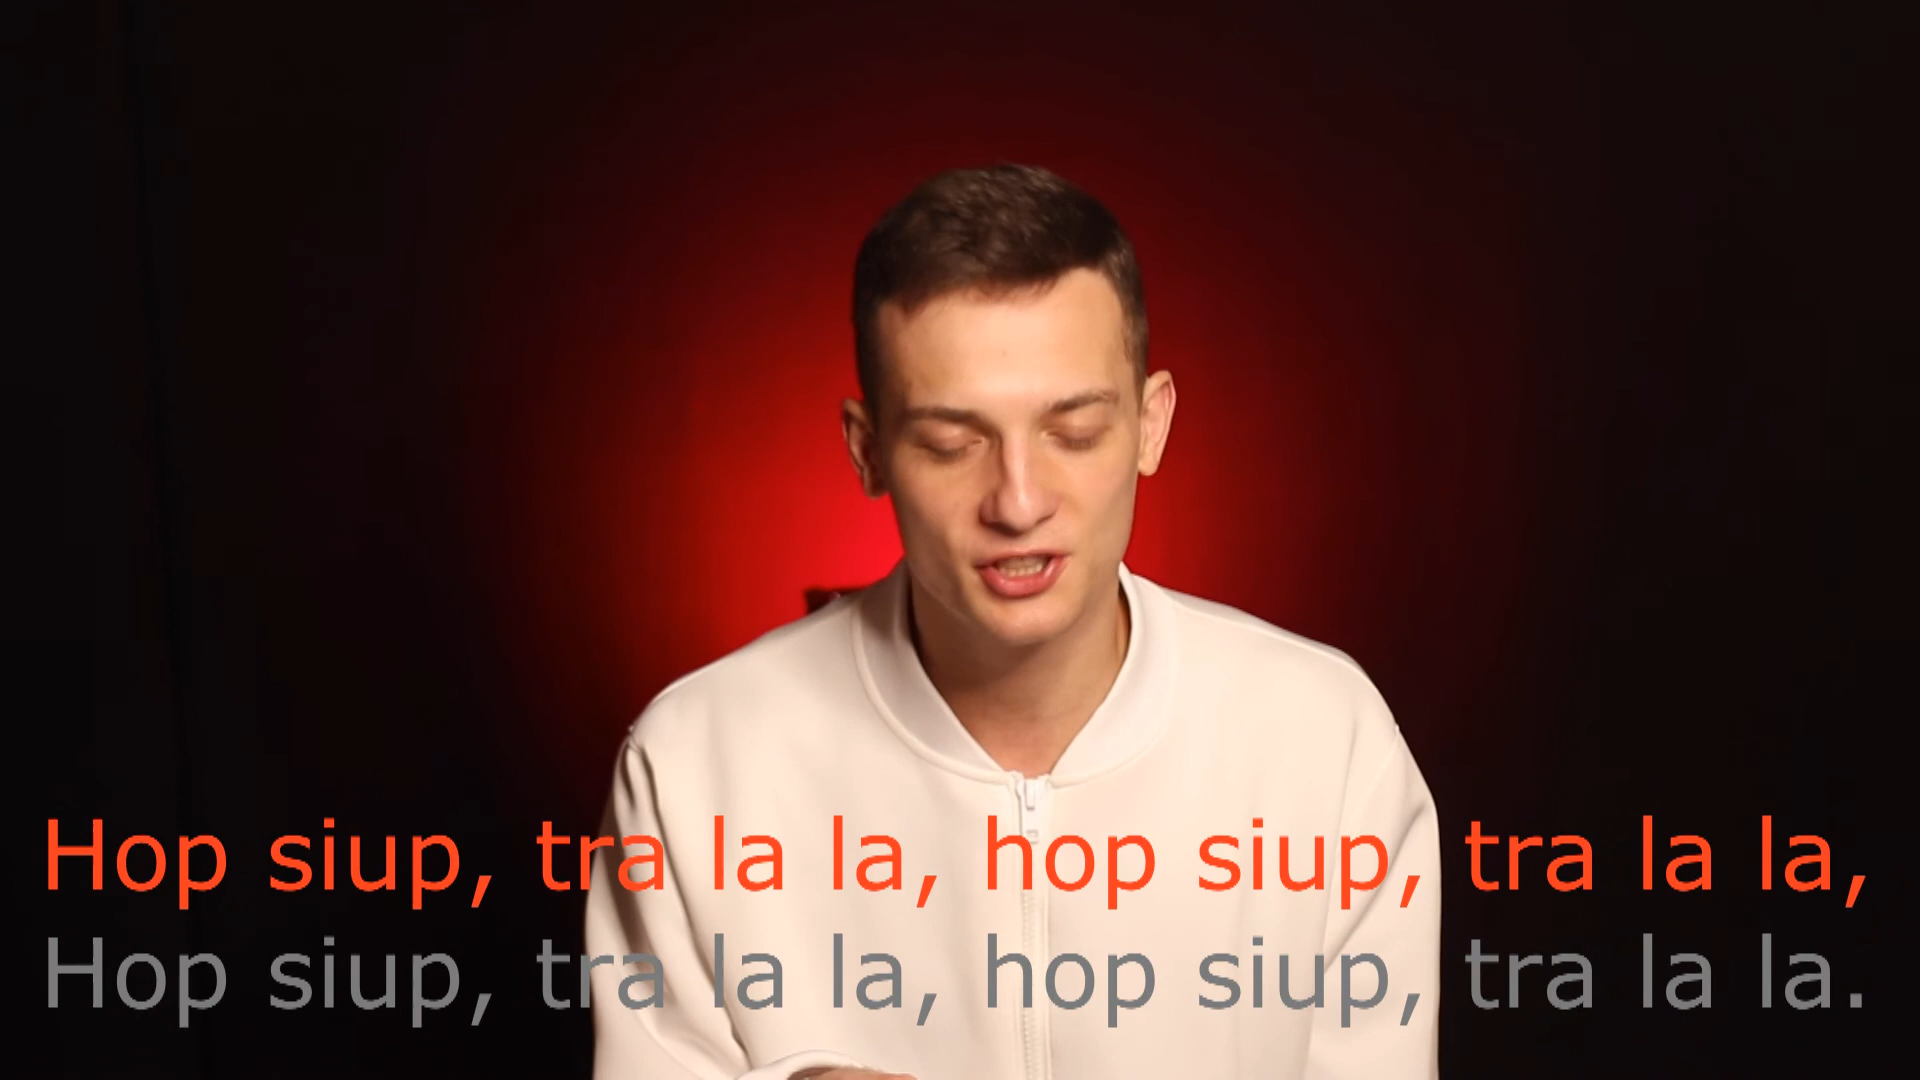 Hop siup, tra la la, hop siup, tra la la,
Hop siup, tra la la, hop siup, tra la la.